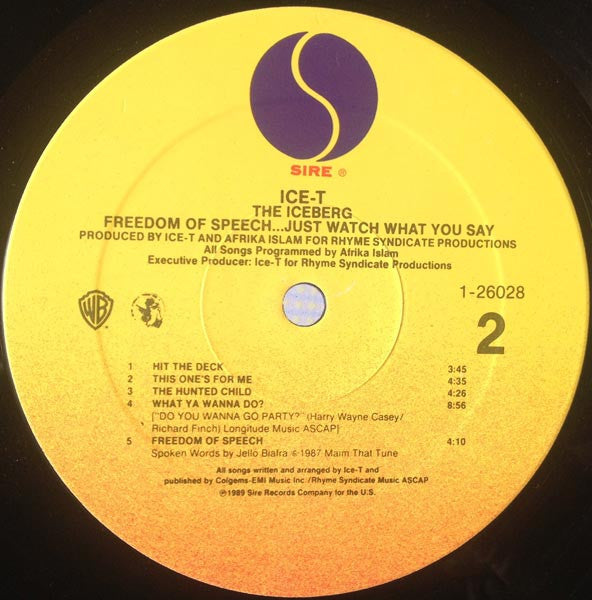 SIRE ®
ICE-T
THE ICEBERG
FREEDOM OF SPEECH...JUST WATCH WHAT YOU SAY
PRODUCED BY ICE-T AND AFRIKA ISLAM FOR RHYME SYNDICATE PRODUCTIONS
All Songs Programmed by Afrika Islam
Executive Producer: Ice-T for Rhyme Syndicate Productions
WB
1-26028
2
1 HIT THE DECK 3:45
2 THIS ONE'S FOR ME 4:35
3 THE HUNTED CHILD 4:26
4 WHAT YA WANNA DO? 8:56
["DO YOU WANNA GO PARTY?" (Harry Wayne Casey/
Richard Finch) Longitude Music ASCAP]
5 FREEDOM OF SPEECH 4:10
Spoken Words by Jello Biafra © 1987 Maim That Tune
All songs written and arranged by Ice-T and
published by Colgems-EMI Music Inc./Rhyme Syndicate Music ASCAP
℗1989 Sire Records Company for the U.S.